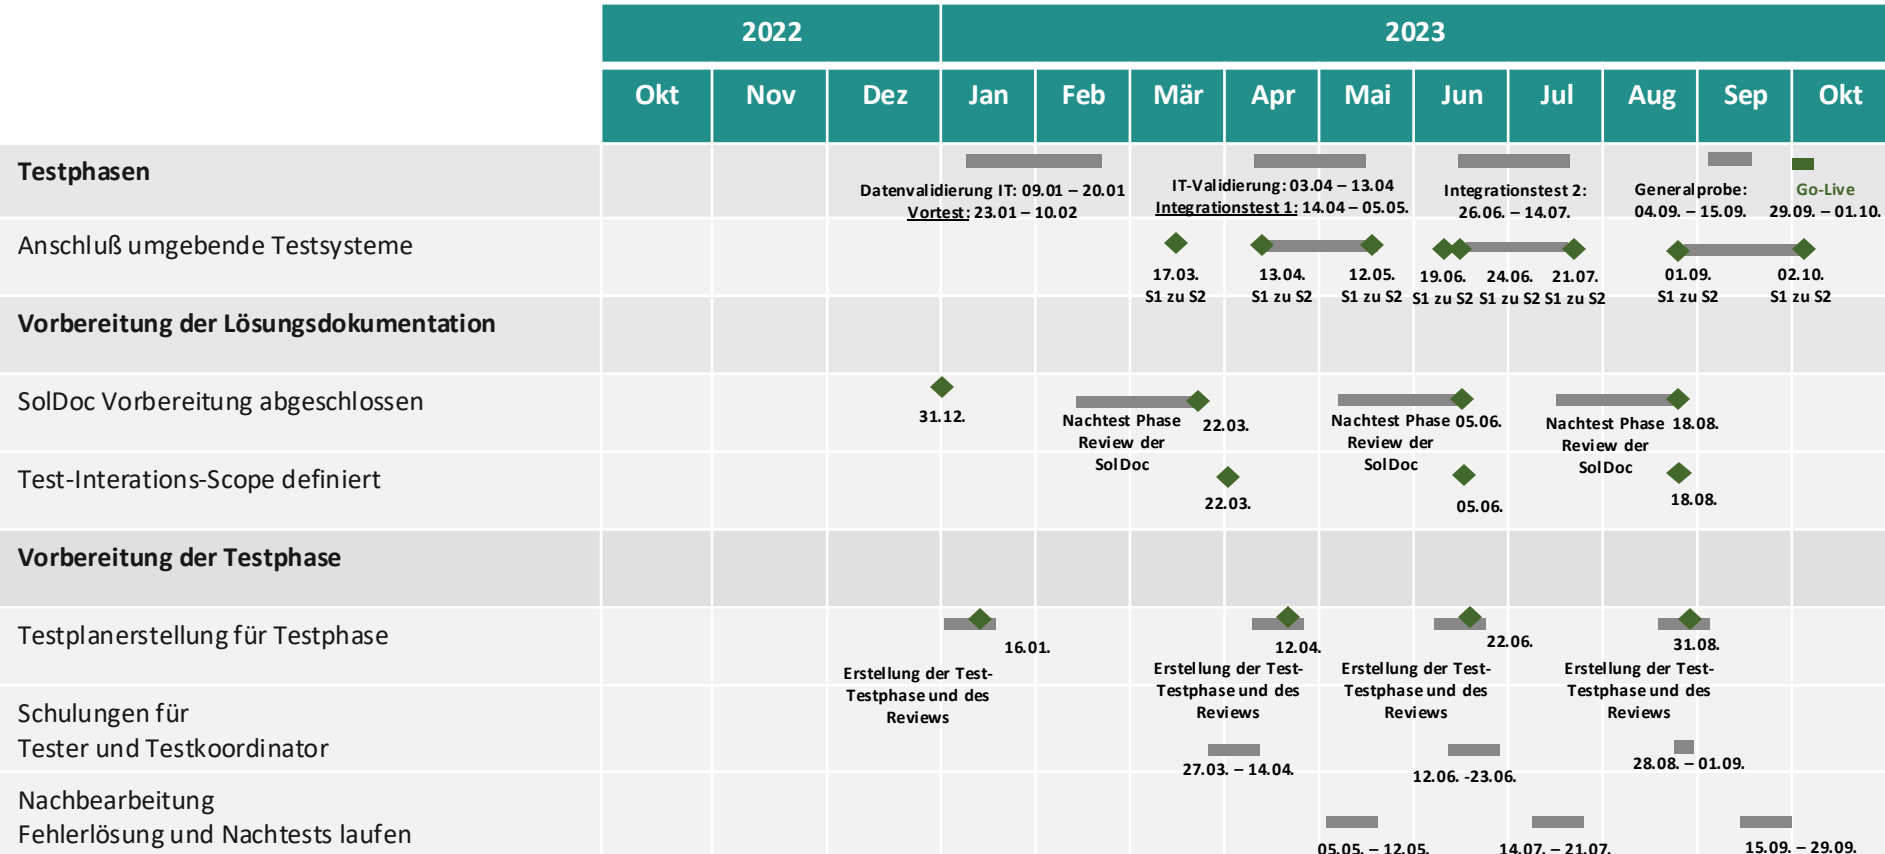 2022
2023
Okt
Nov
Dez
Jan
Feb
Mär
Apr
Mai
Jun
Jul
Aug
Sep
Okt
Testphasen
Datenvalidierung IT: 09.01 – 20.01
Vortest: 23.01 – 10.02
IT-Validierung: 03.04 – 13.04
Integrationstest 1: 14.04 – 05.05.
Integrationstest 2:
26.06. – 14.07.
Generalprobe:
04.09. – 15.09.
Go-Live
29.09. – 01.10.
Anschluß umgebende Testsysteme
17.03.
S1 zu S2
13.04.
S1 zu S2
12.05.
S1 zu S2
19.06.
S1 zu S2
24.06.
S1 zu S2
21.07.
S1 zu S2
01.09.
S1 zu S2
02.10.
S1 zu S2
Vorbereitung der Lösungsdokumentation
SolDoc Vorbereitung abgeschlossen
31.12.
Nachtest Phase
Review der
SolDoc
22.03.
Nachtest Phase
Review der
SolDoc
05.06.
Nachtest Phase
Review der
SolDoc
18.08.
Test-Interations-Scope definiert
22.03.
05.06.
18.08.
Vorbereitung der Testphase
Testplanerstellung für Testphase
16.01.
Erstellung der Test-
Testphase und des
Reviews
12.04.
Erstellung der Test-
Testphase und des
Reviews
22.06.
Erstellung der Test-
Testphase und des
Reviews
31.08.
Erstellung der Test-
Testphase und des
Reviews
Schulungen für
Tester und Testkoordinator
27.03. – 14.04.
12.06. -23.06.
28.08. – 01.09.
Nachbearbeitung
Fehlerlösung und Nachtests laufen
05.05. – 12.05.
14.07. – 21.07.
15.09. – 29.09.